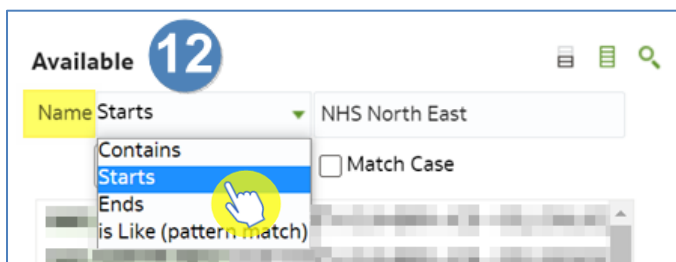 Available 12
Name Starts NHS North East
Contains
Starts
Match Case
Ends
is Like (pattern match)